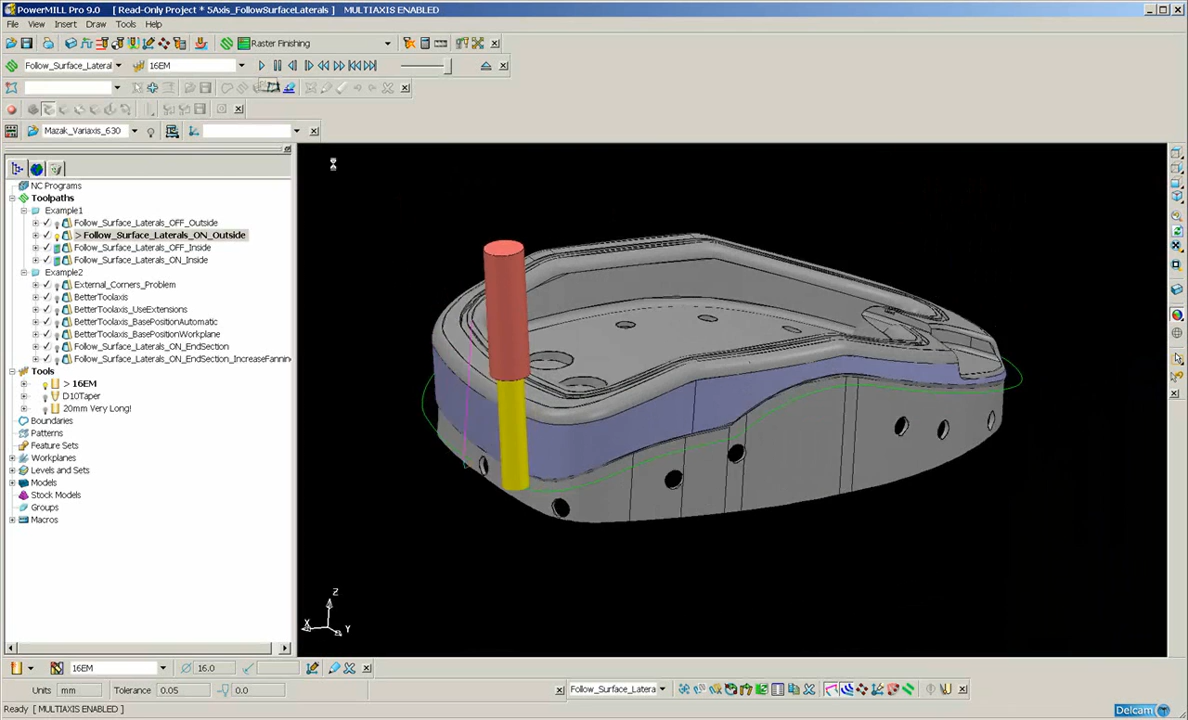 PowerMILL Pro 9.0 [ Read-Only Project * 5Axis_FollowSurfaceLaterals ] MULTIAXIS ENABLED
File View Insert Draw Tools Help
Raster Finishing
Follow_Surface_Lateral 16EM
Mazak_Variaxis_630
NC Programs
Toolpaths
Example1
Follow_Surface_Laterals_OFF_Outside
> Follow_Surface_Laterals_ON_Outside
Follow_Surface_Laterals_OFF_Inside
Follow_Surface_Laterals_ON_Inside
Example2
External_Corners_Problem
BetterToolaxis
BetterToolaxis_UseExtensions
BetterToolaxis_BasePositionAutomatic
BetterToolaxis_BasePositionWorkplane
Follow_Surface_Laterals_ON_EndSection
Follow_Surface_Laterals_ON_EndSection_IncreaseFannin
Tools
> 16EM
D10Taper
20mm Very Long!
Boundaries
Patterns
Feature Sets
Workplanes
Levels and Sets
Models
Stock Models
Groups
Macros
Z
X
Y
16EM 16.0
Units mm Tolerance 0.05 0.0 Follow_Surface_Latera
Ready [ MULTIAXIS ENABLED ] Delcam